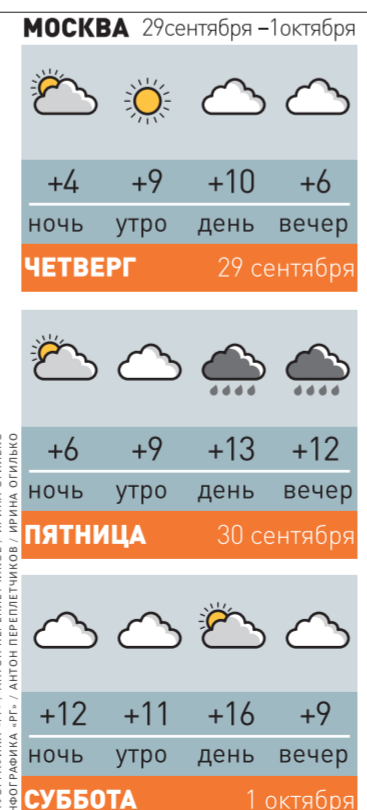 МОСКВА 29сентября –1октября
+4 +9 +10 +6
ночь утро день вечер
ЧЕТВЕРГ 29 сентября
+6 +9 +13 +12
ночь утро день вечер
ПЯТНИЦА 30 сентября
+12 +11 +16 +9
ночь утро день вечер
СУББОТА 1 октября
НФОГРАФИКА «РГ» / АНТОН ПЕРЕПЛЕТЧИКОВ / ИРИНА ОГИЛЬКО